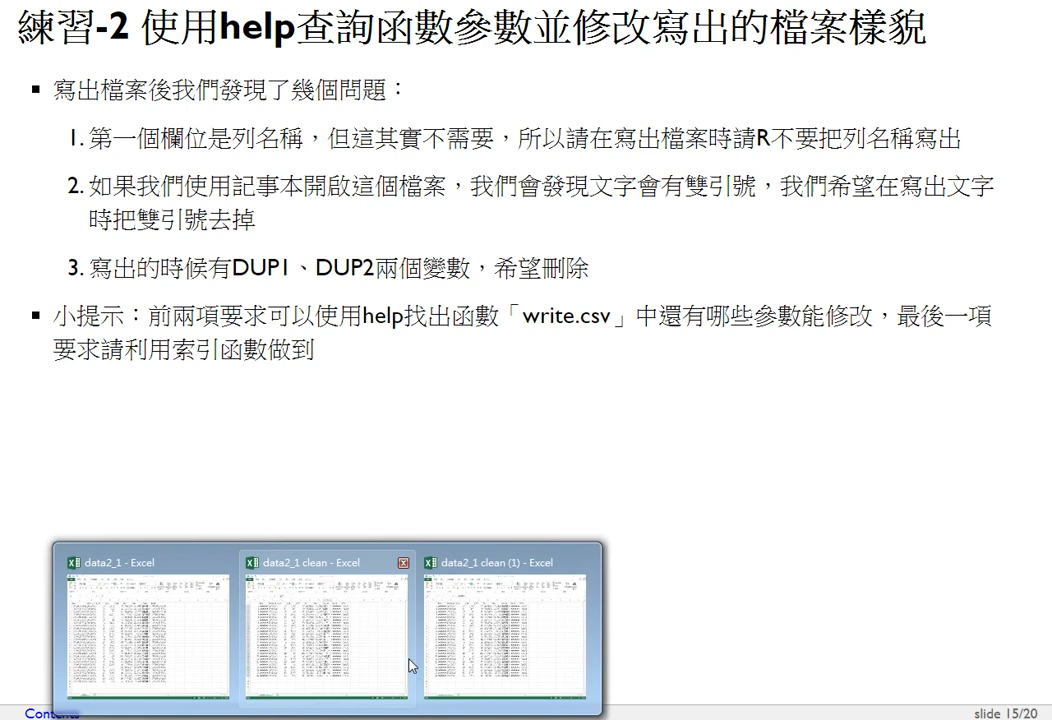 練習-2 使用help查詢函數參數並修改寫出的檔案樣貌
▪ 寫出檔案後我們發現了幾個問題：
1. 第一個欄位是列名稱，但這其實不需要，所以請在寫出檔案時請R不要把列名稱寫出
2. 如果我們使用記事本開啟這個檔案，我們會發現文字會有雙引號，我們希望在寫出文字
時把雙引號去掉
3. 寫出的時候有DUP1、DUP2兩個變數，希望刪除
▪ 小提示：前兩項要求可以使用help找出函數「write.csv」中還有哪些參數能修改，最後一項
要求請利用索引函數做到
data2_1 - Excel
data2_1 clean - Excel
data2_1 clean (1) - Excel
Contents
slide 15/20